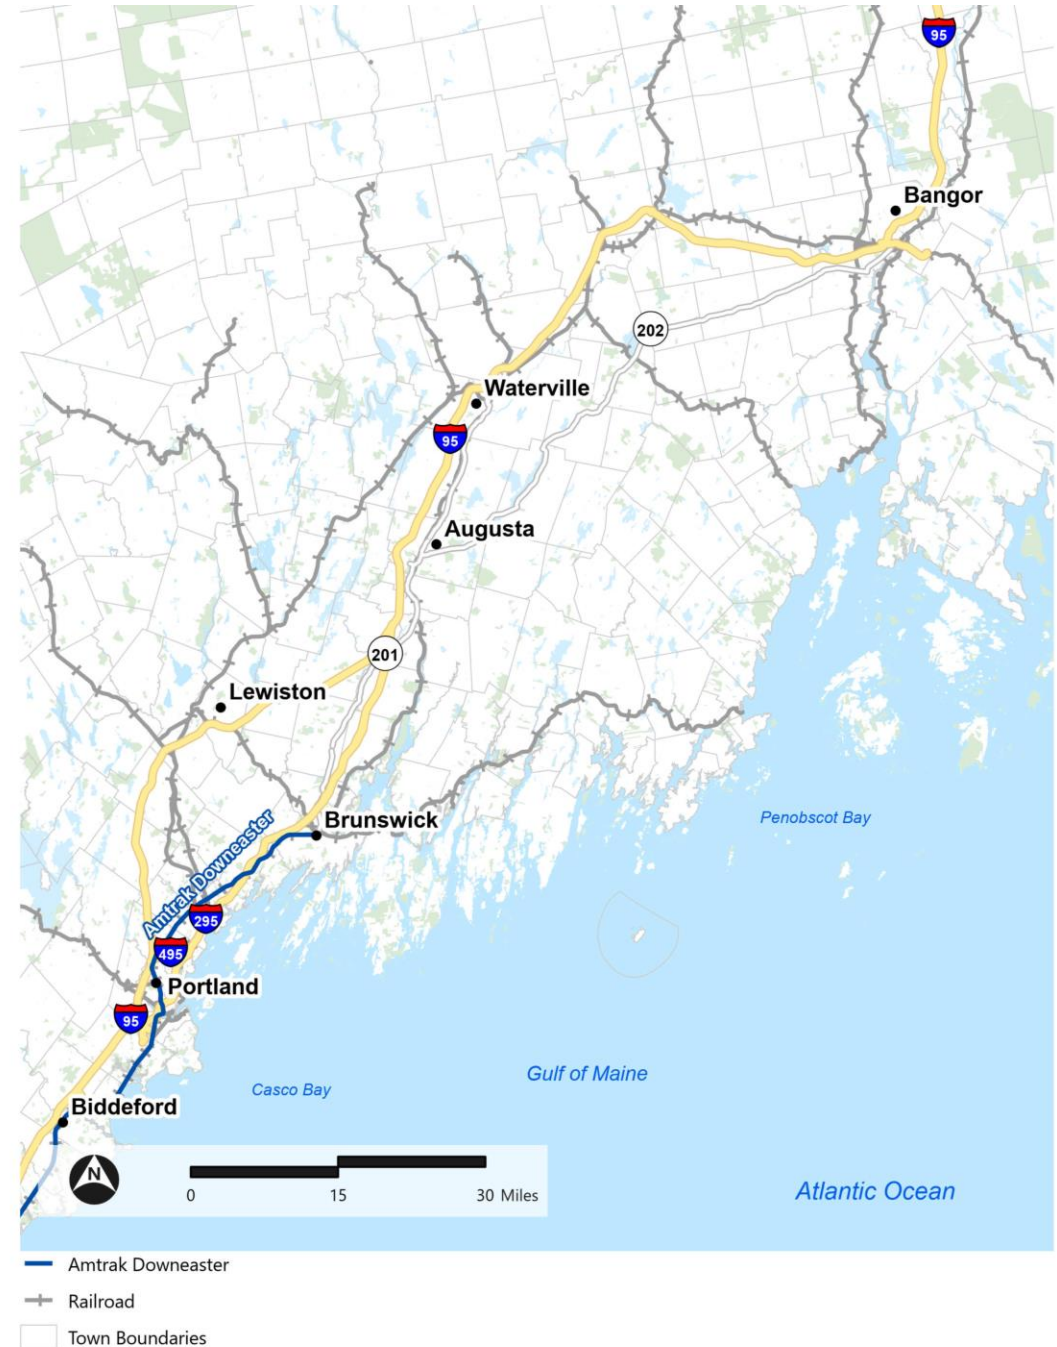 95
Bangor
202
Waterville
95
Augusta
201
Lewiston
Brunswick
Penobscot Bay
Amtrak Downeaster
295
495
Portland
95
Gulf of Maine
Casco Bay
Biddeford
N
0 15 30 Miles
Atlantic Ocean
Amtrak Downeaster
Railroad
Town Boundaries